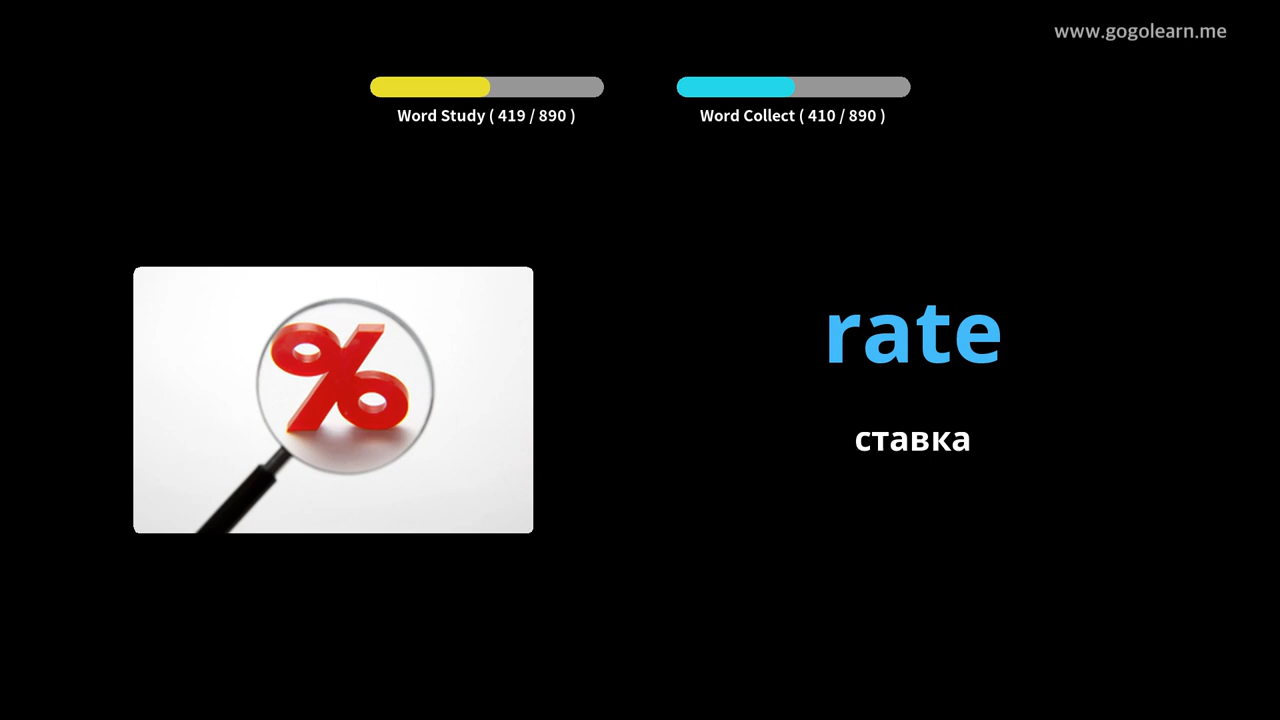 www.gogolearn.me
Word Study ( 419 / 890 )
Word Collect ( 410 / 890 )
%
rate
ставка